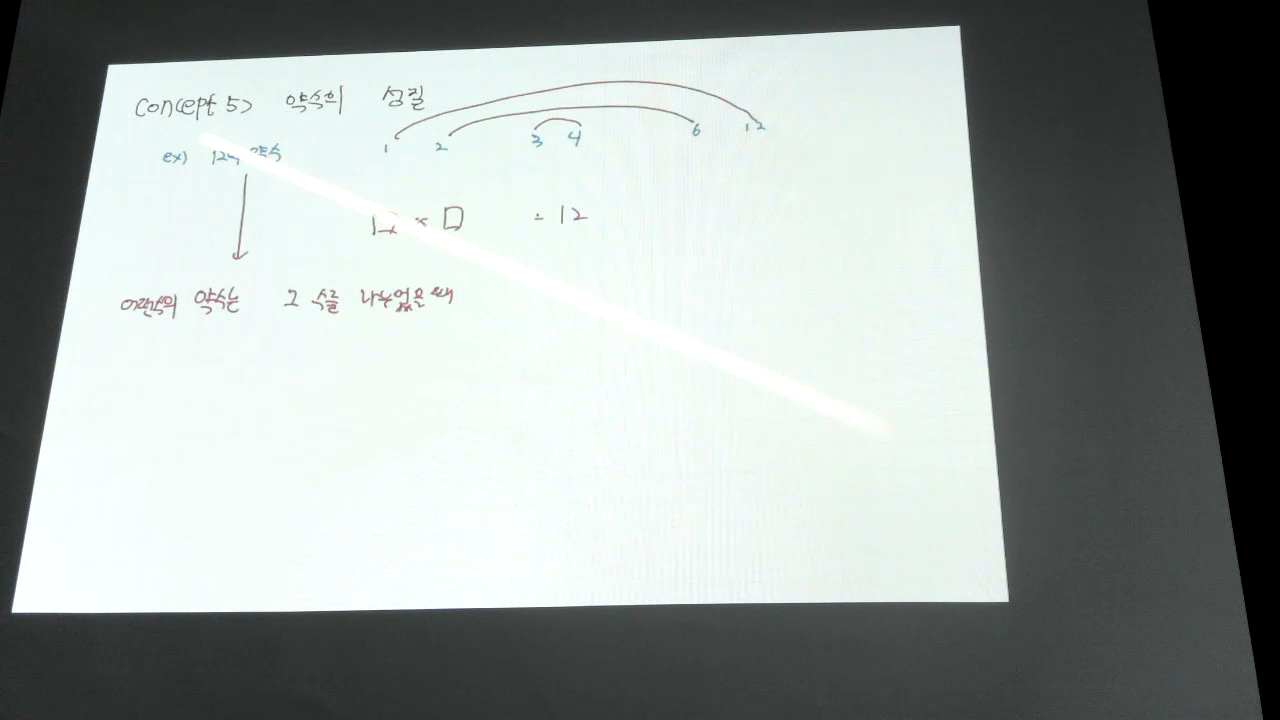 Concept 5> 약수의 성질
ex) 12의 약수
1 2 3 4 6 12
□ × □ = 12
어떤수의 약수는 그 수를 나누었을 때